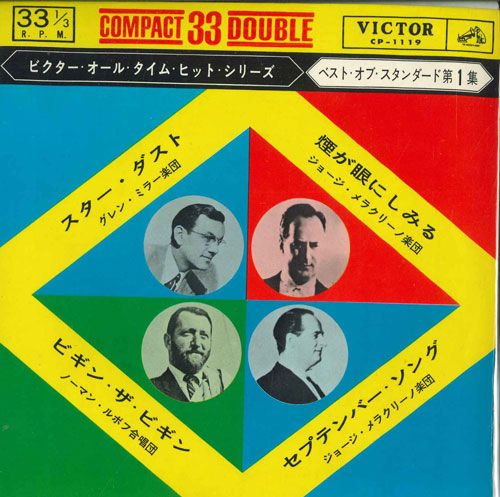 33 1/3
R. P. M.
COMPACT 33 DOUBLE
VICTOR
CP-1119
ビクター・オール・タイム・ヒット・シリーズ
ベスト・オブ・スタンダード第1集
スター・ダスト
グレン・ミラー楽団
煙が眼にしみる
ジョージ・メラクリーノ楽団
ビギン・ザ・ビギン
ノーマン・ルボフ合唱団
セプテンバー・ソング
ジョージ・メラクリーノ楽団